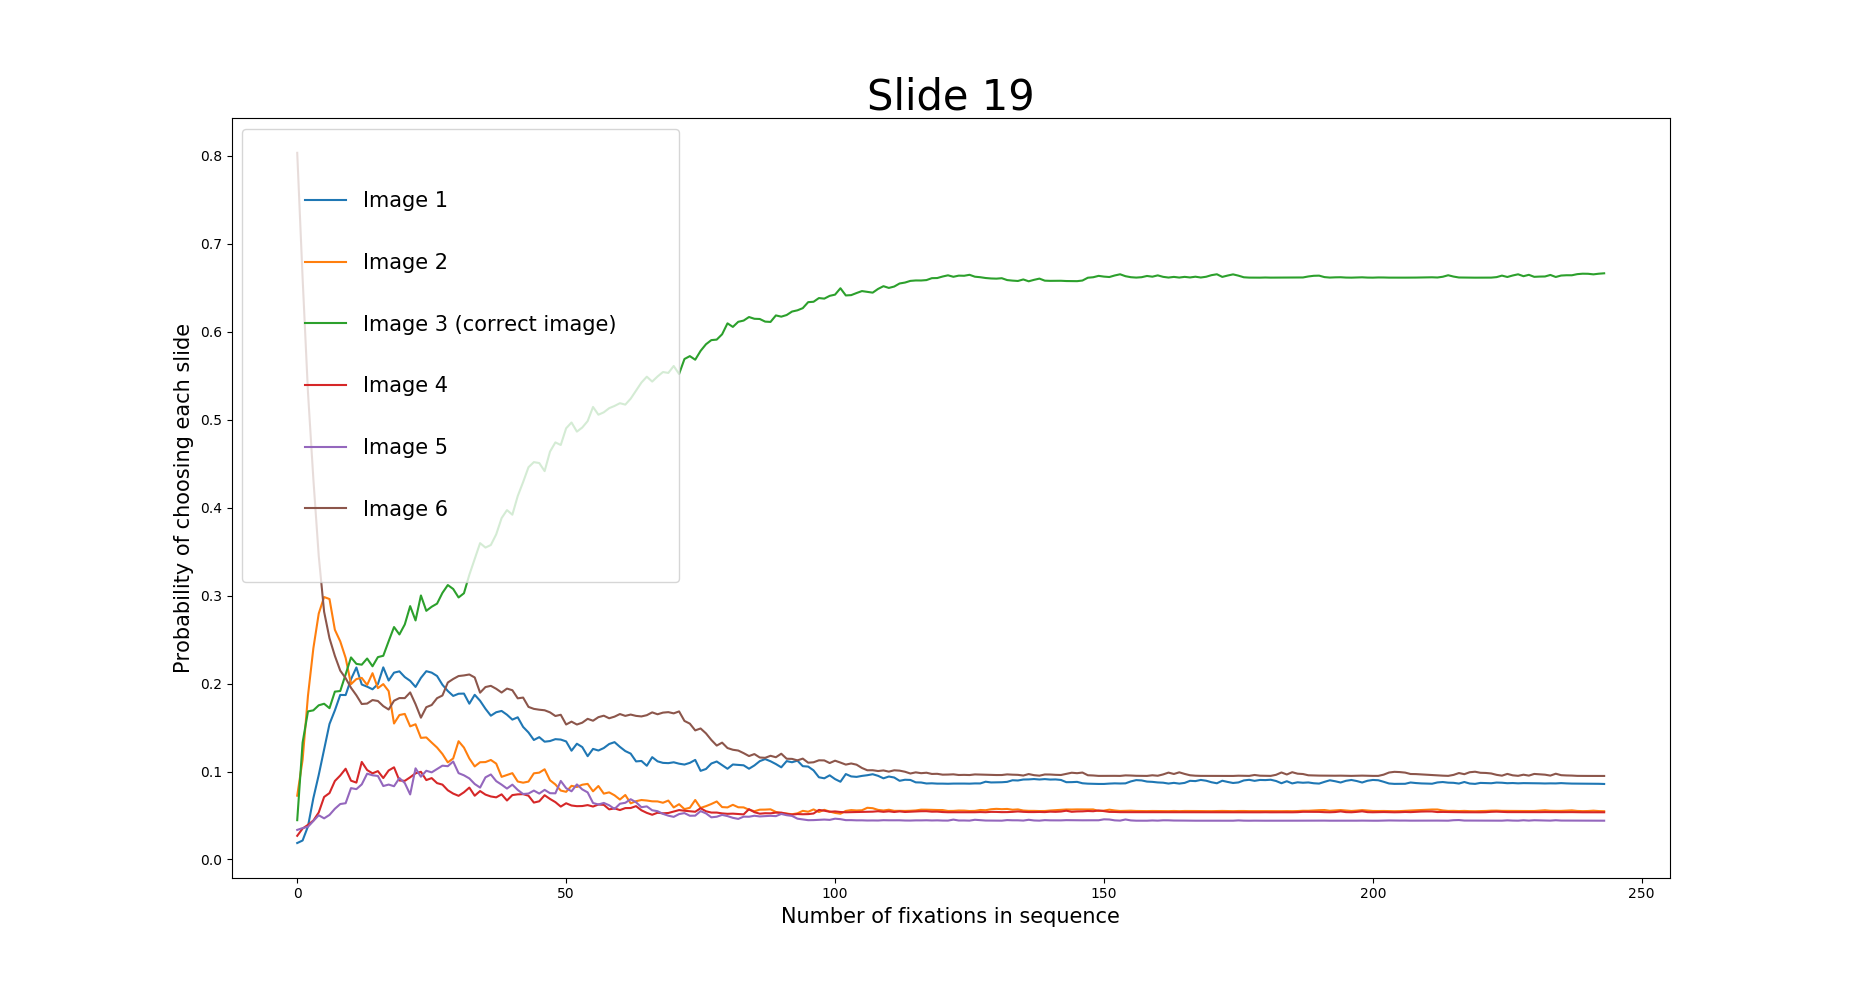 Slide 19
0.8
0.7
0.6
0.5
0.4
0.3
0.2
0.1
0.0
Probability of choosing each slide
Image 1
Image 2
Image 3 (correct image)
Image 4
Image 5
Image 6
0 50 100 150 200 250
Number of fixations in sequence